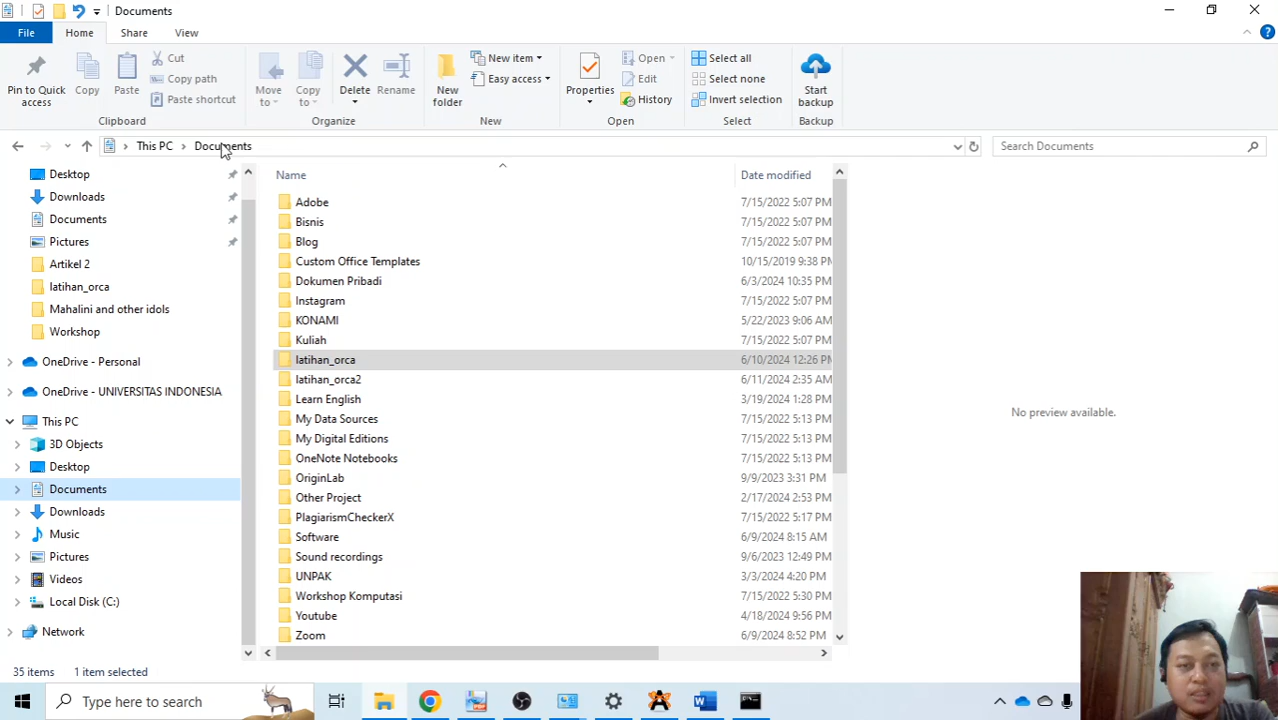 Documents
File Home Share View
Pin to Quick access
Copy
Paste
Cut
Copy path
Paste shortcut
Clipboard
Move to
Copy to
Delete
Rename
Organize
New folder
New item
Easy access
New
Properties
Open
Edit
History
Open
Select all
Select none
Invert selection
Select
Start backup
Backup
This PC Documents
Search Documents
Desktop
Downloads
Documents
Pictures
Artikel 2
latihan_orca
Mahalini and other idols
Workshop
OneDrive - Personal
OneDrive - UNIVERSITAS INDONESIA
This PC
3D Objects
Desktop
Documents
Downloads
Music
Pictures
Videos
Local Disk (C:)
Network
Name Date modified
Adobe 7/15/2022 5:07 PM
Bisnis 7/15/2022 5:07 PM
Blog 7/15/2022 5:07 PM
Custom Office Templates 10/15/2019 9:38 PM
Dokumen Pribadi 6/3/2024 10:35 PM
Instagram 7/15/2022 5:07 PM
KONAMI 5/22/2023 9:06 AM
Kuliah 7/15/2022 5:07 PM
latihan_orca 6/10/2024 12:26 PM
latihan_orca2 6/11/2024 2:35 AM
Learn English 3/19/2024 1:28 PM
My Data Sources 7/15/2022 5:13 PM
My Digital Editions 7/15/2022 5:13 PM
OneNote Notebooks 7/15/2022 5:13 PM
OriginLab 9/9/2023 3:31 PM
Other Project 2/17/2024 2:53 PM
PlagiarismCheckerX 7/15/2022 5:17 PM
Software 6/9/2024 8:15 AM
Sound recordings 9/6/2023 12:49 PM
UNPAK 3/3/2024 4:20 PM
Workshop Komputasi 7/15/2022 5:30 PM
Youtube 4/18/2024 9:56 PM
Zoom 6/9/2024 8:52 PM
No preview available.
35 items 1 item selected
Type here to search